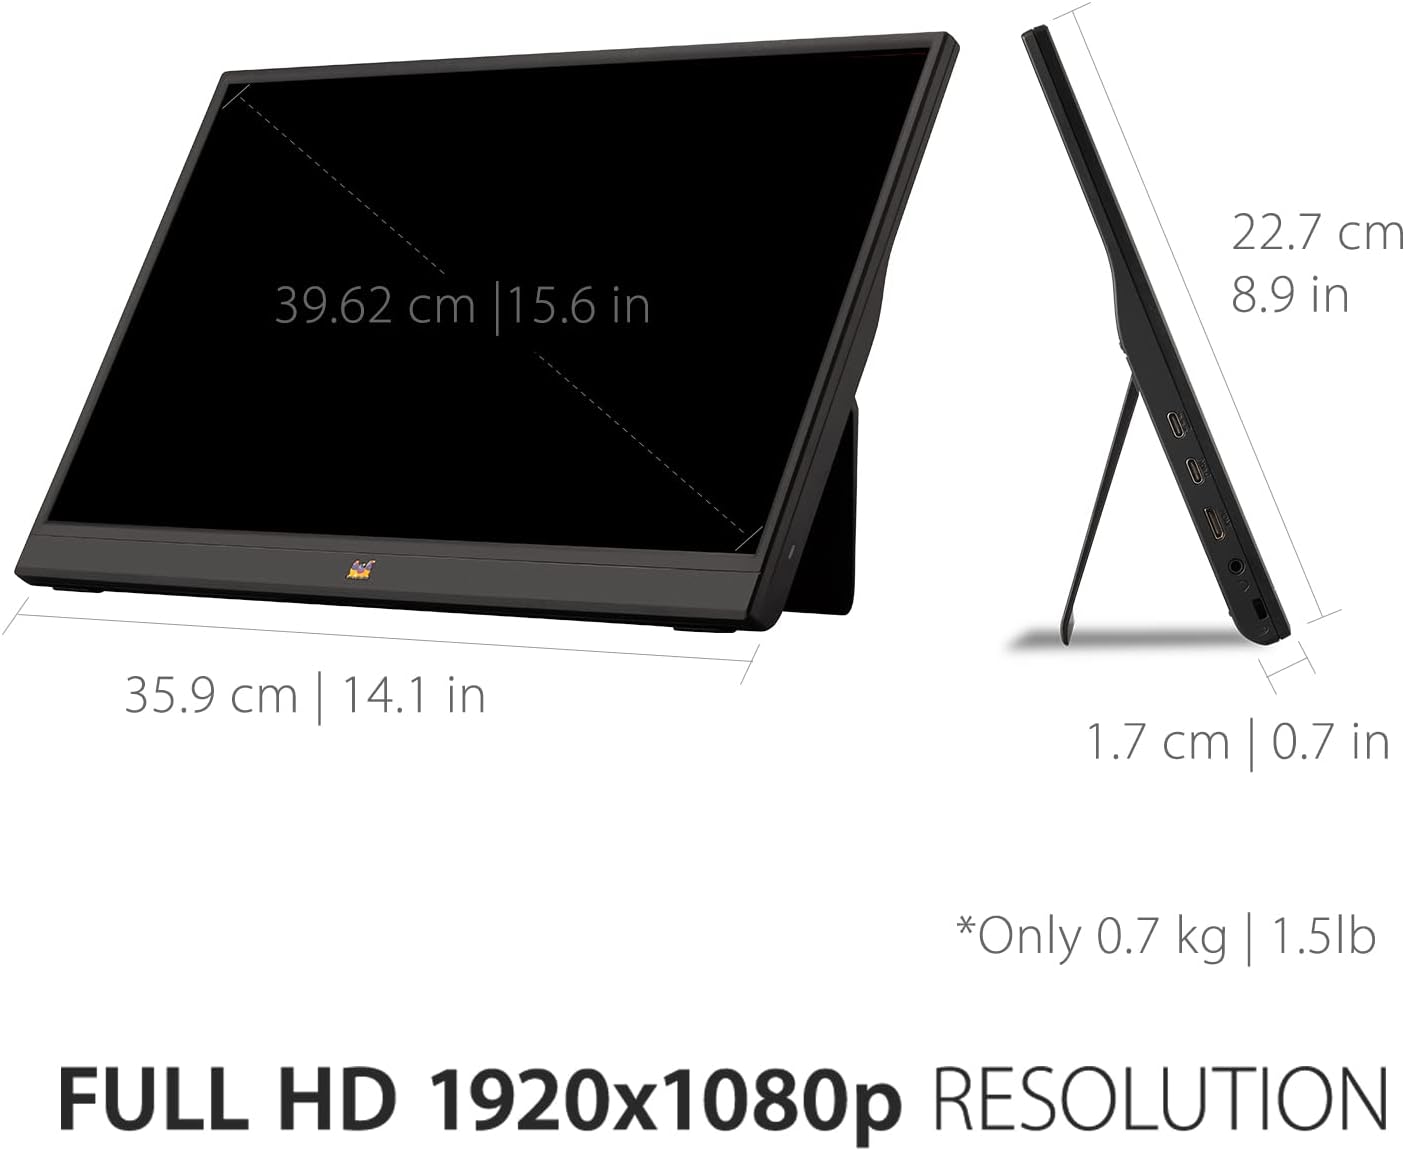 39.62 cm |15.6 in
22.7 cm
8.9 in
35.9 cm | 14.1 in
1.7 cm | 0.7 in
*Only 0.7 kg | 1.5lb
FULL HD 1920x1080p RESOLUTION